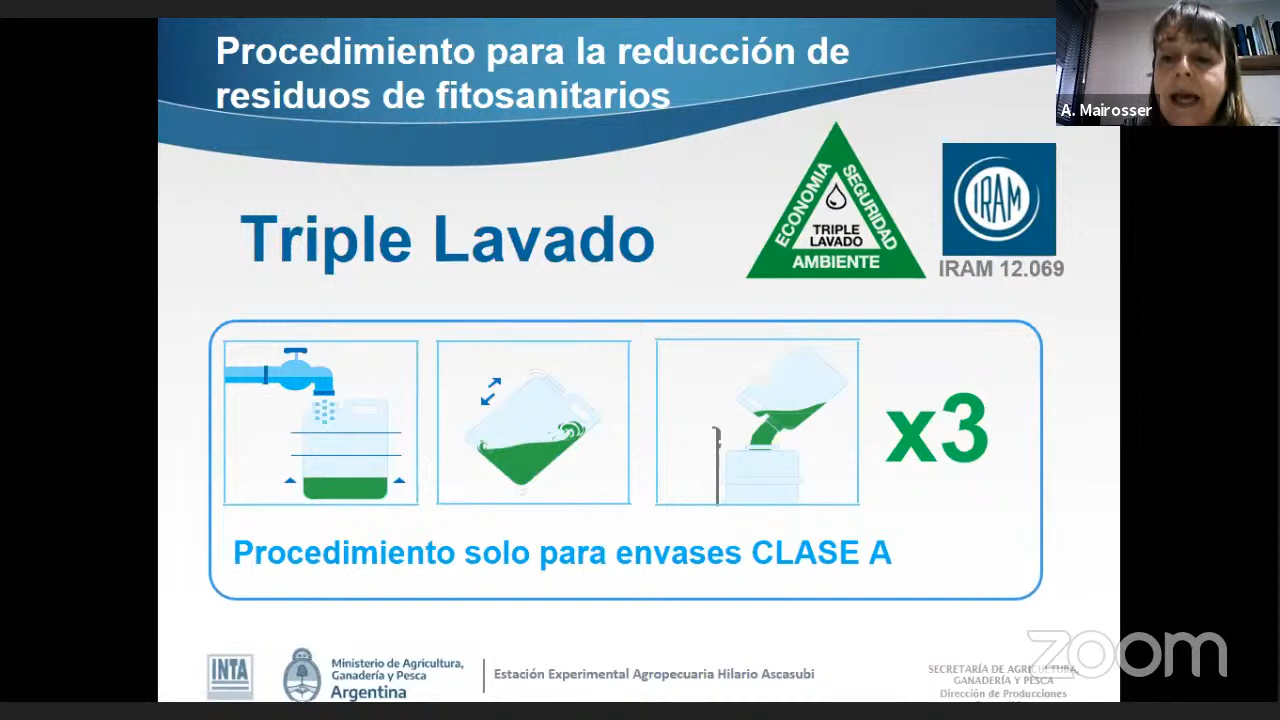 Procedimiento para la reducción de
residuos de fitosanitarios
A. Mairosser
Triple Lavado
ECONOMIA
SEGURIDAD
TRIPLE
LAVADO
AMBIENTE
IRAM
IRAM 12.069
x3
Procedimiento solo para envases CLASE A
INTA
Ministerio de Agricultura,
Ganadería y Pesca
Argentina
Estación Experimental Agropecuaria Hilario Ascasubi
SECRETARÍA DE AGRICULTURA,
GANADERÍA Y PESCA
Dirección de Producciones
zoom